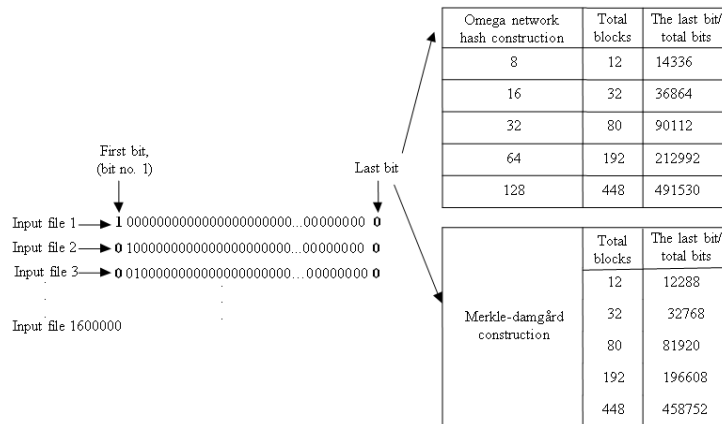 Omega network Total The last bit/
hash construction blocks total bits
8 12 14336
16 32 36864
32 80 90112
64 192 212992
128 448 491530
First bit,
(bit no. 1)
Last bit
Input file 1 1 0000000000000000000000...00000000 0
Input file 2 0 1000000000000000000000...00000000 0
Input file 3 0 0100000000000000000000...00000000 0
Input file 1600000
Total The last bit/
blocks total bits
12 12288
32 32768
Merkle-damgård
construction
80 81920
192 196608
448 458752